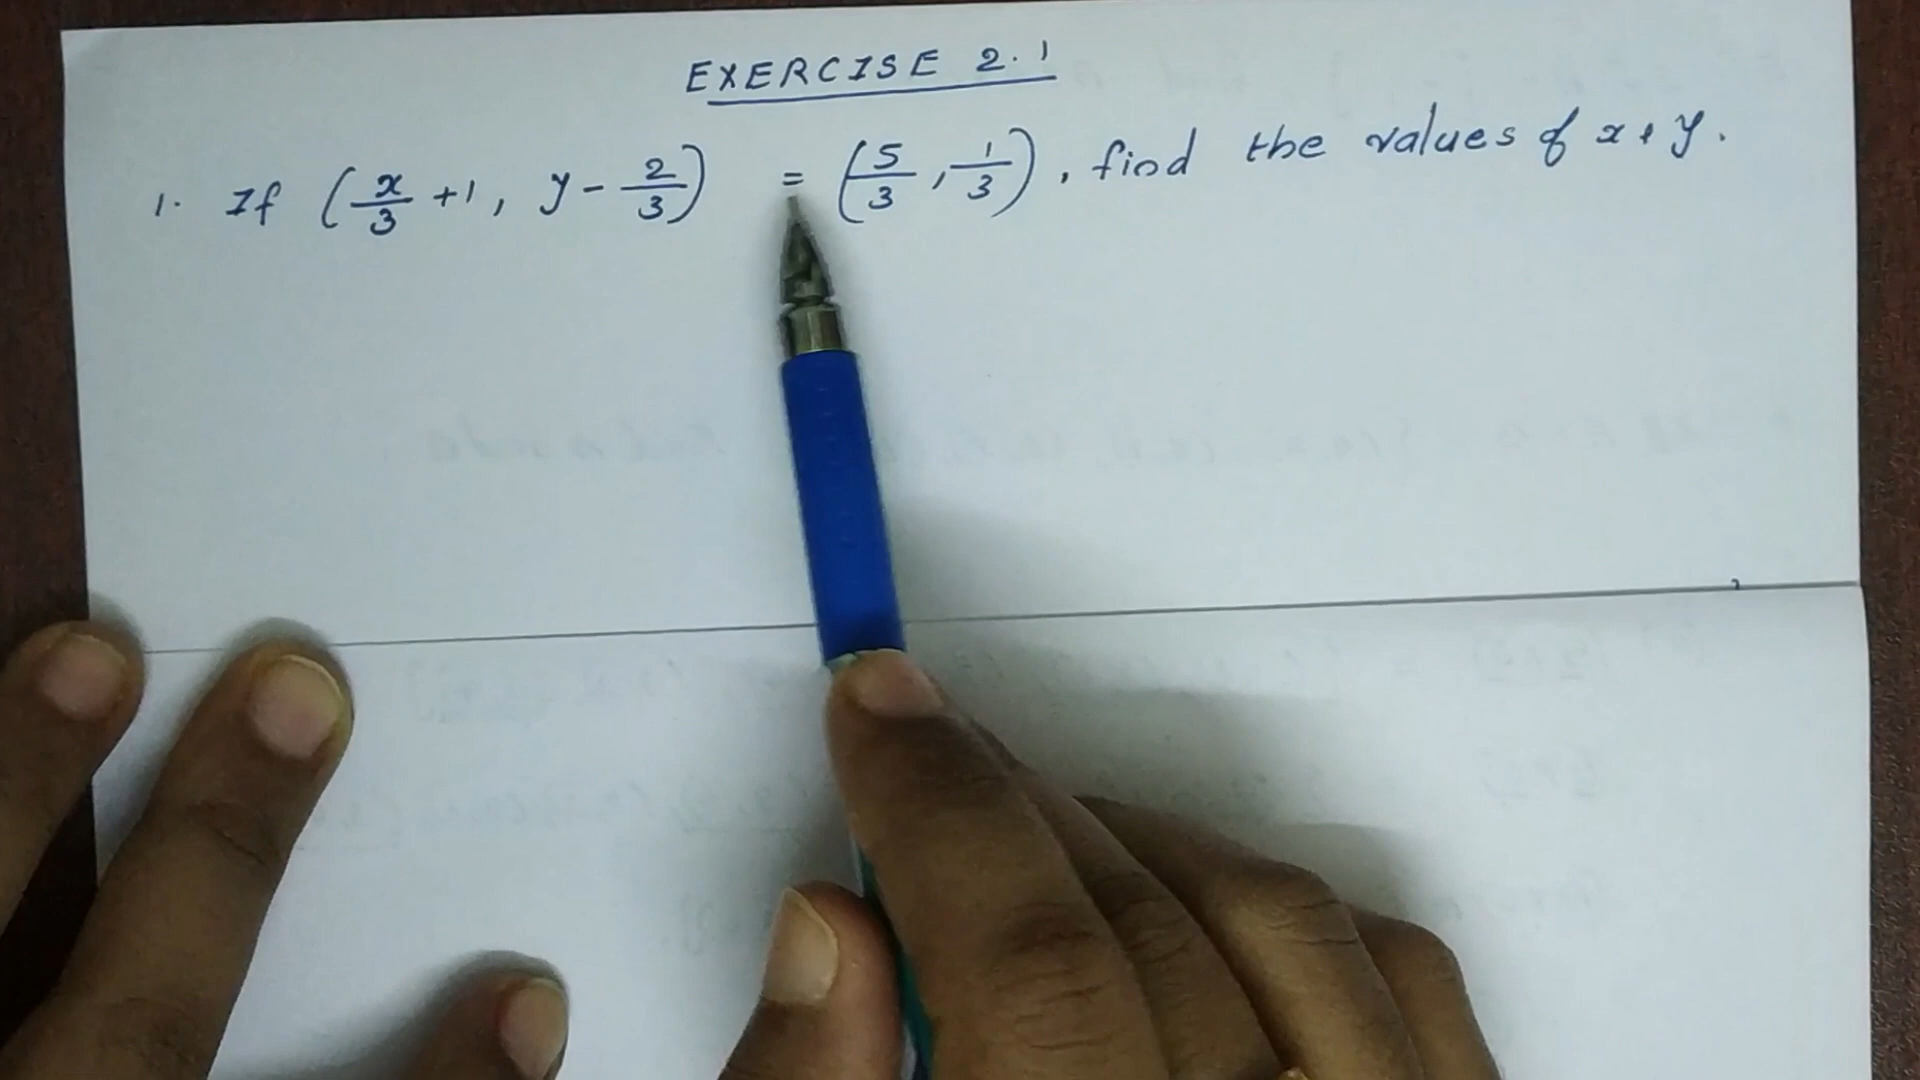 EXERCISE 2.1
1. If (x/3 + 1, y - 2/3) = (5/3, 1/3), find the values of x & y.